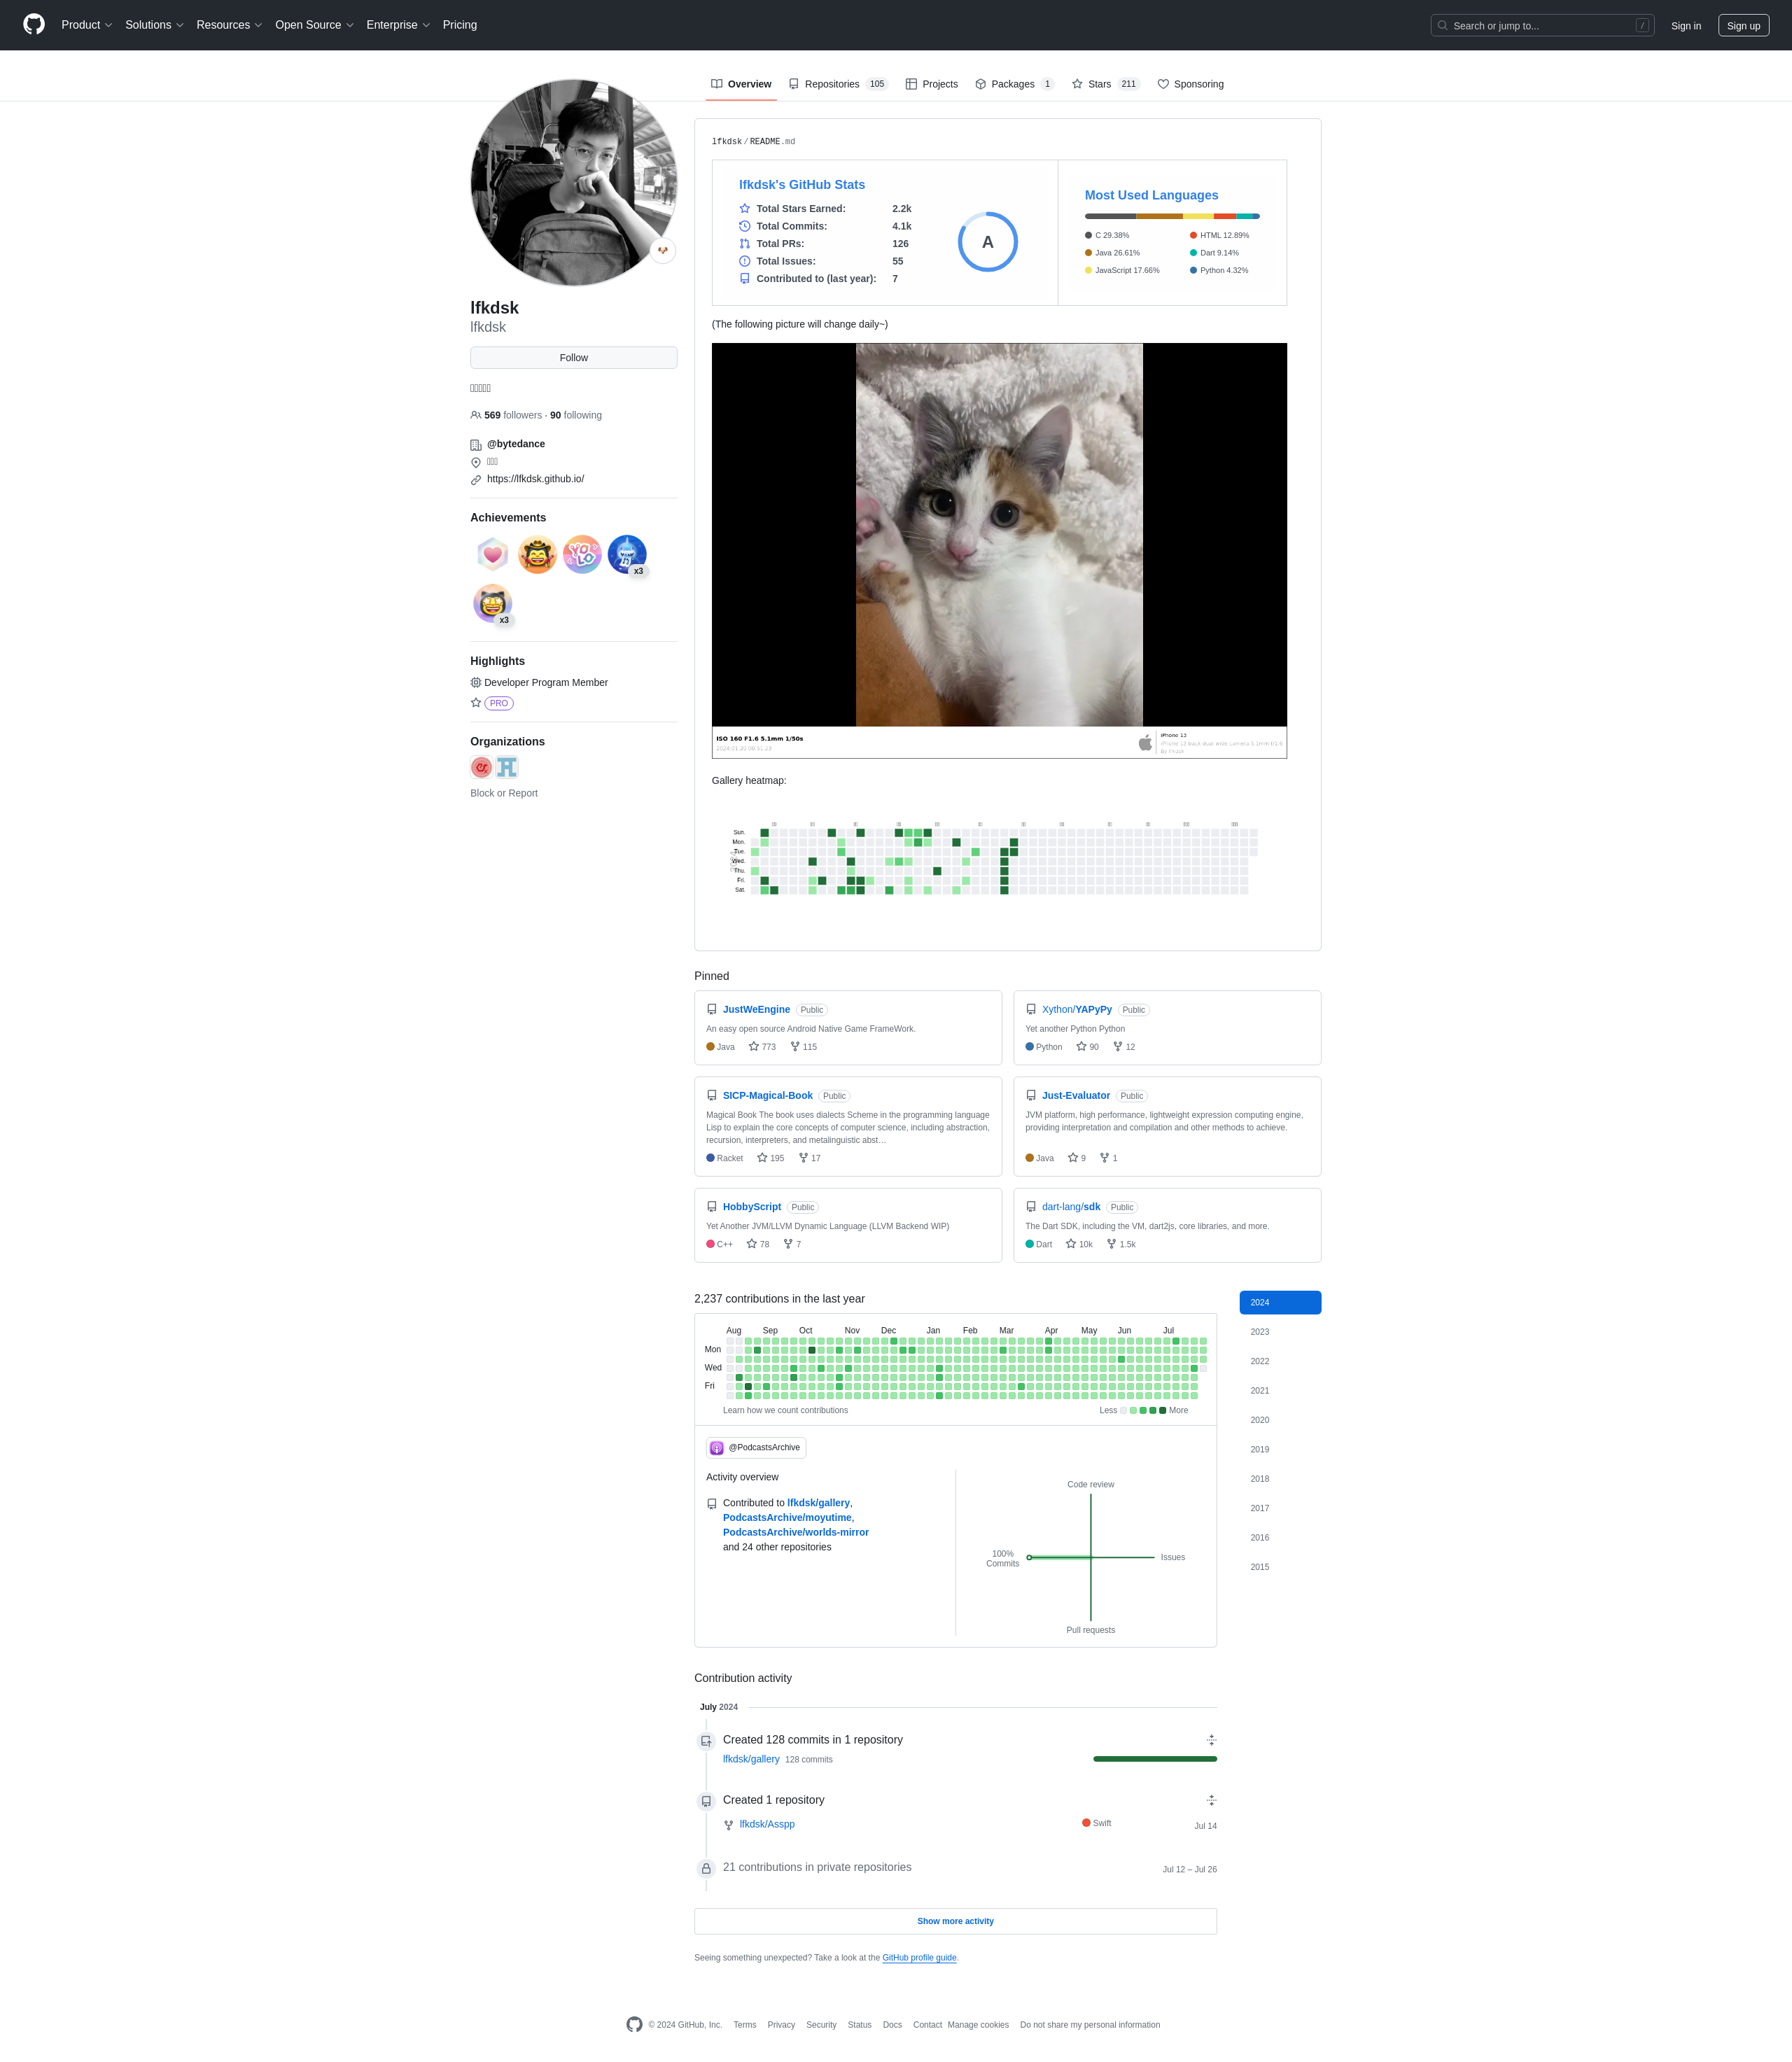 Product Solutions Resources Open Source Enterprise Pricing
Search or jump to... / Sign in Sign up
Overview Repositories 105 Projects Packages 1 Stars 211 Sponsoring
lfkdsk
lfkdsk
Follow
569 followers · 90 following
@bytedance
https://lfkdsk.github.io/
Achievements
YOLO
x3
x3
Highlights
Developer Program Member
PRO
Organizations
Block or Report
lfkdsk / README.md
lfkdsk's GitHub Stats
Total Stars Earned: 2.2k
Total Commits: 4.1k
Total PRs: 126
Total Issues: 55
Contributed to (last year): 7
A
Most Used Languages
C 29.38%
Java 26.61%
JavaScript 17.66%
HTML 12.89%
Dart 9.14%
Python 4.32%
(The following picture will change daily~)
ISO 160 F1.6 5.1mm 1/50s
iPhone 13
Gallery heatmap:
Sun.
Mon.
Tue.
Wed.
Thu.
Fri.
Sat.
Pinned
JustWeEngine Public
An easy open source Android Native Game FrameWork.
Java 773 115
Xython/YAPyPy Public
Yet another Python Python
Python 90 12
SICP-Magical-Book Public
Magical Book The book uses dialects Scheme in the programming language
Lisp to explain the core concepts of computer science, including abstraction,
recursion, interpreters, and metalinguistic abst…
Racket 195 17
Just-Evaluator Public
JVM platform, high performance, lightweight expression computing engine,
providing interpretation and compilation and other methods to achieve.
Java 9 1
HobbyScript Public
Yet Another JVM/LLVM Dynamic Language (LLVM Backend WIP)
C++ 78 7
dart-lang/sdk Public
The Dart SDK, including the VM, dart2js, core libraries, and more.
Dart 10k 1.5k
2,237 contributions in the last year
Aug Sep Oct Nov Dec Jan Feb Mar Apr May Jun Jul
Mon
Wed
Fri
Learn how we count contributions
Less More
2024
2023
2022
2021
2020
2019
2018
2017
2016
2015
@PodcastsArchive
Activity overview
Contributed to lfkdsk/gallery,
PodcastsArchive/moyutime,
PodcastsArchive/worlds-mirror
and 24 other repositories
Code review
100%
Commits
Issues
Pull requests
Contribution activity
July 2024
Created 128 commits in 1 repository
lfkdsk/gallery 128 commits
Created 1 repository
lfkdsk/Asspp Swift Jul 14
21 contributions in private repositories Jul 12 – Jul 26
Show more activity
Seeing something unexpected? Take a look at the GitHub profile guide.
© 2024 GitHub, Inc. Terms Privacy Security Status Docs Contact Manage cookies Do not share my personal information